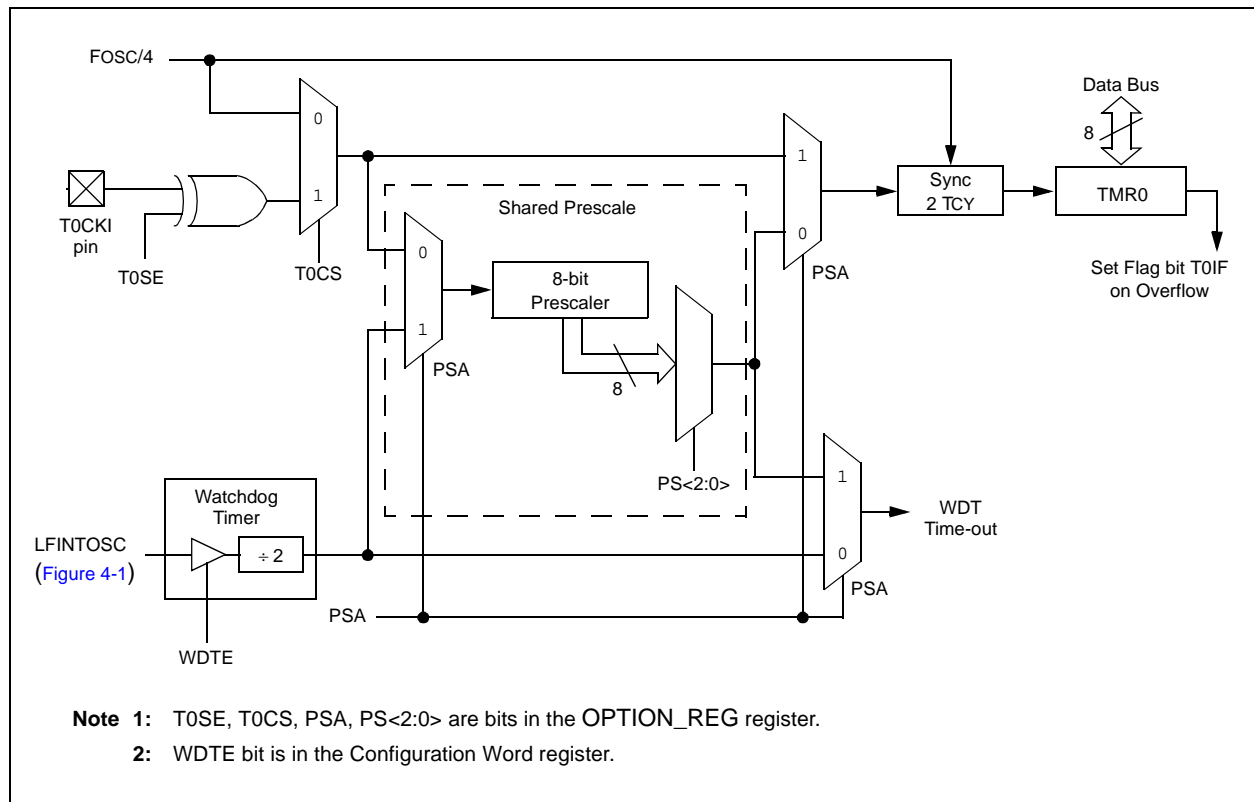 FOSC/4
Data Bus
0
8
1
T0CKI
pin
T0SE
T0CS
Shared Prescale
0
1
PSA
8-bit
Prescaler
8
PS<2:0>
1
0
PSA
Sync
2 TCY
TMR0
Set Flag bit T0IF
on Overflow
Watchdog
Timer
LFINTOSC
(Figure 4-1)
÷ 2
WDTE
PSA
1
0
PSA
WDT
Time-out
Note 1: T0SE, T0CS, PSA, PS<2:0> are bits in the OPTION_REG register.
2: WDTE bit is in the Configuration Word register.